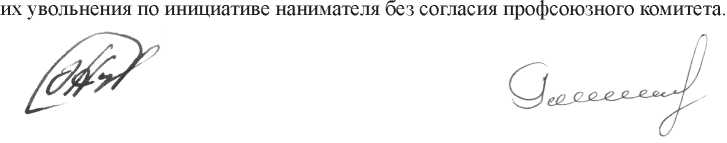 их увольнения по инициативе нанимателя без согласия профсоюзного комитета.